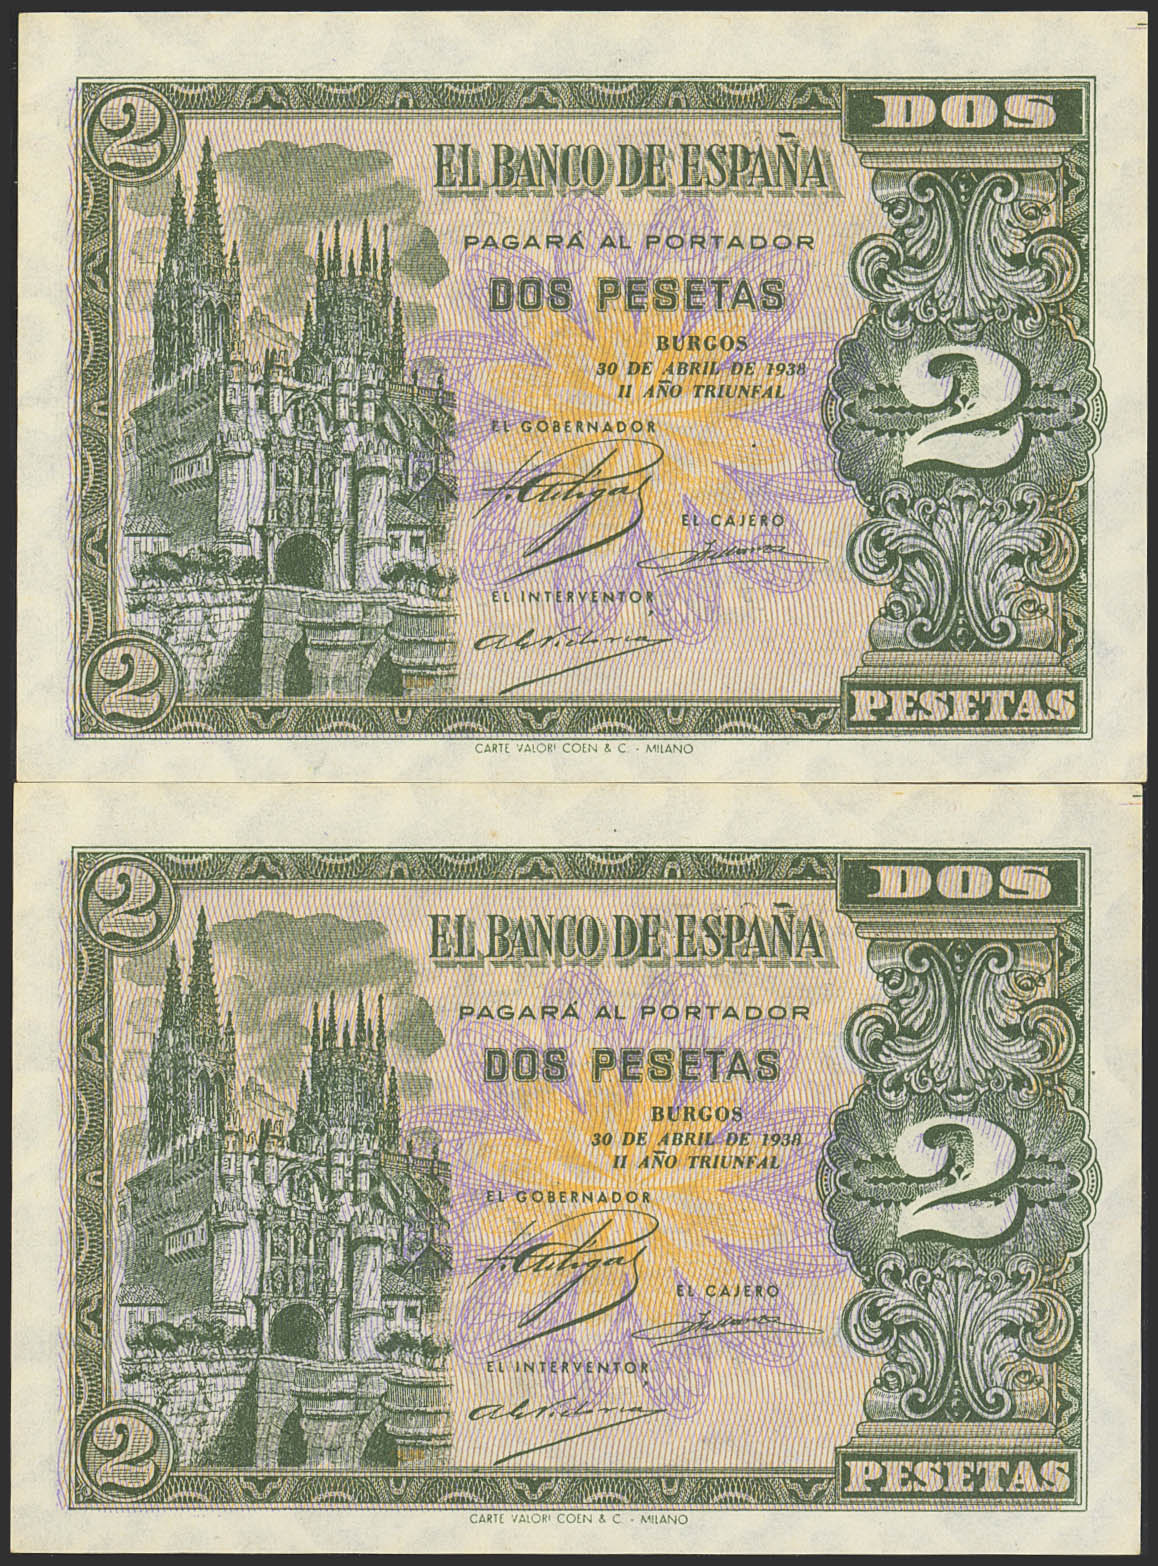 2
DOS
EL BANCO DE ESPAÑA
PAGARÁ AL PORTADOR
DOS PESETAS
BURGOS
30 DE ABRIL DE 1938
II AÑO TRIUNFAL
2
EL GOBERNADOR
EL CAJERO
EL INTERVENTOR,
2
PESETAS
CARTE VALORI COEN & C. - MILANO
2
DOS
EL BANCO DE ESPAÑA
PAGARÁ AL PORTADOR
DOS PESETAS
BURGOS
30 DE ABRIL DE 1938
II AÑO TRIUNFAL
2
EL GOBERNADOR
EL CAJERO
EL INTERVENTOR,
2
PESETAS
CARTE VALORI COEN & C. - MILANO